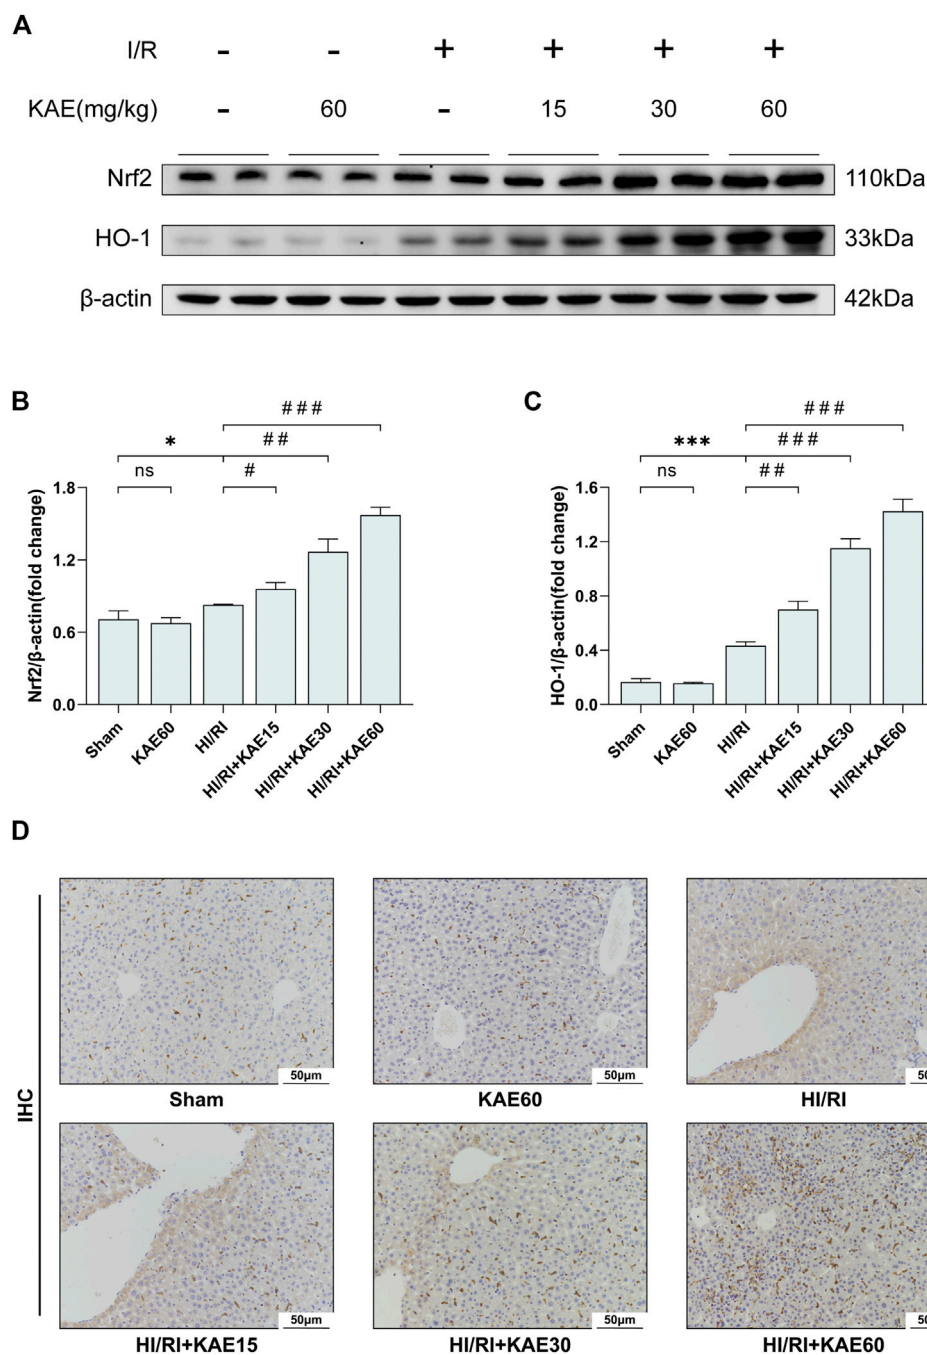 A
I/R - - + + + +
KAE(mg/kg) - 60 - 15 30 60
Nrf2 110kDa
HO-1 33kDa
β-actin 42kDa
B
# # #
* # #
ns #
Nrf2/β-actin(fold change)
1.8
1.2
0.6
0.0
Sham
KAE60
HI/RI
HI/RI+KAE15
HI/RI+KAE30
HI/RI+KAE60
C
# # #
*** # # #
ns # #
HO-1/β-actin(fold change)
1.6
1.2
0.8
0.4
0.0
Sham
KAE60
HI/RI
HI/RI+KAE15
HI/RI+KAE30
HI/RI+KAE60
D
IHC
50μm 50μm
Sham KAE60 HI/RI
50μm 50μm
HI/RI+KAE15 HI/RI+KAE30 HI/RI+KAE60